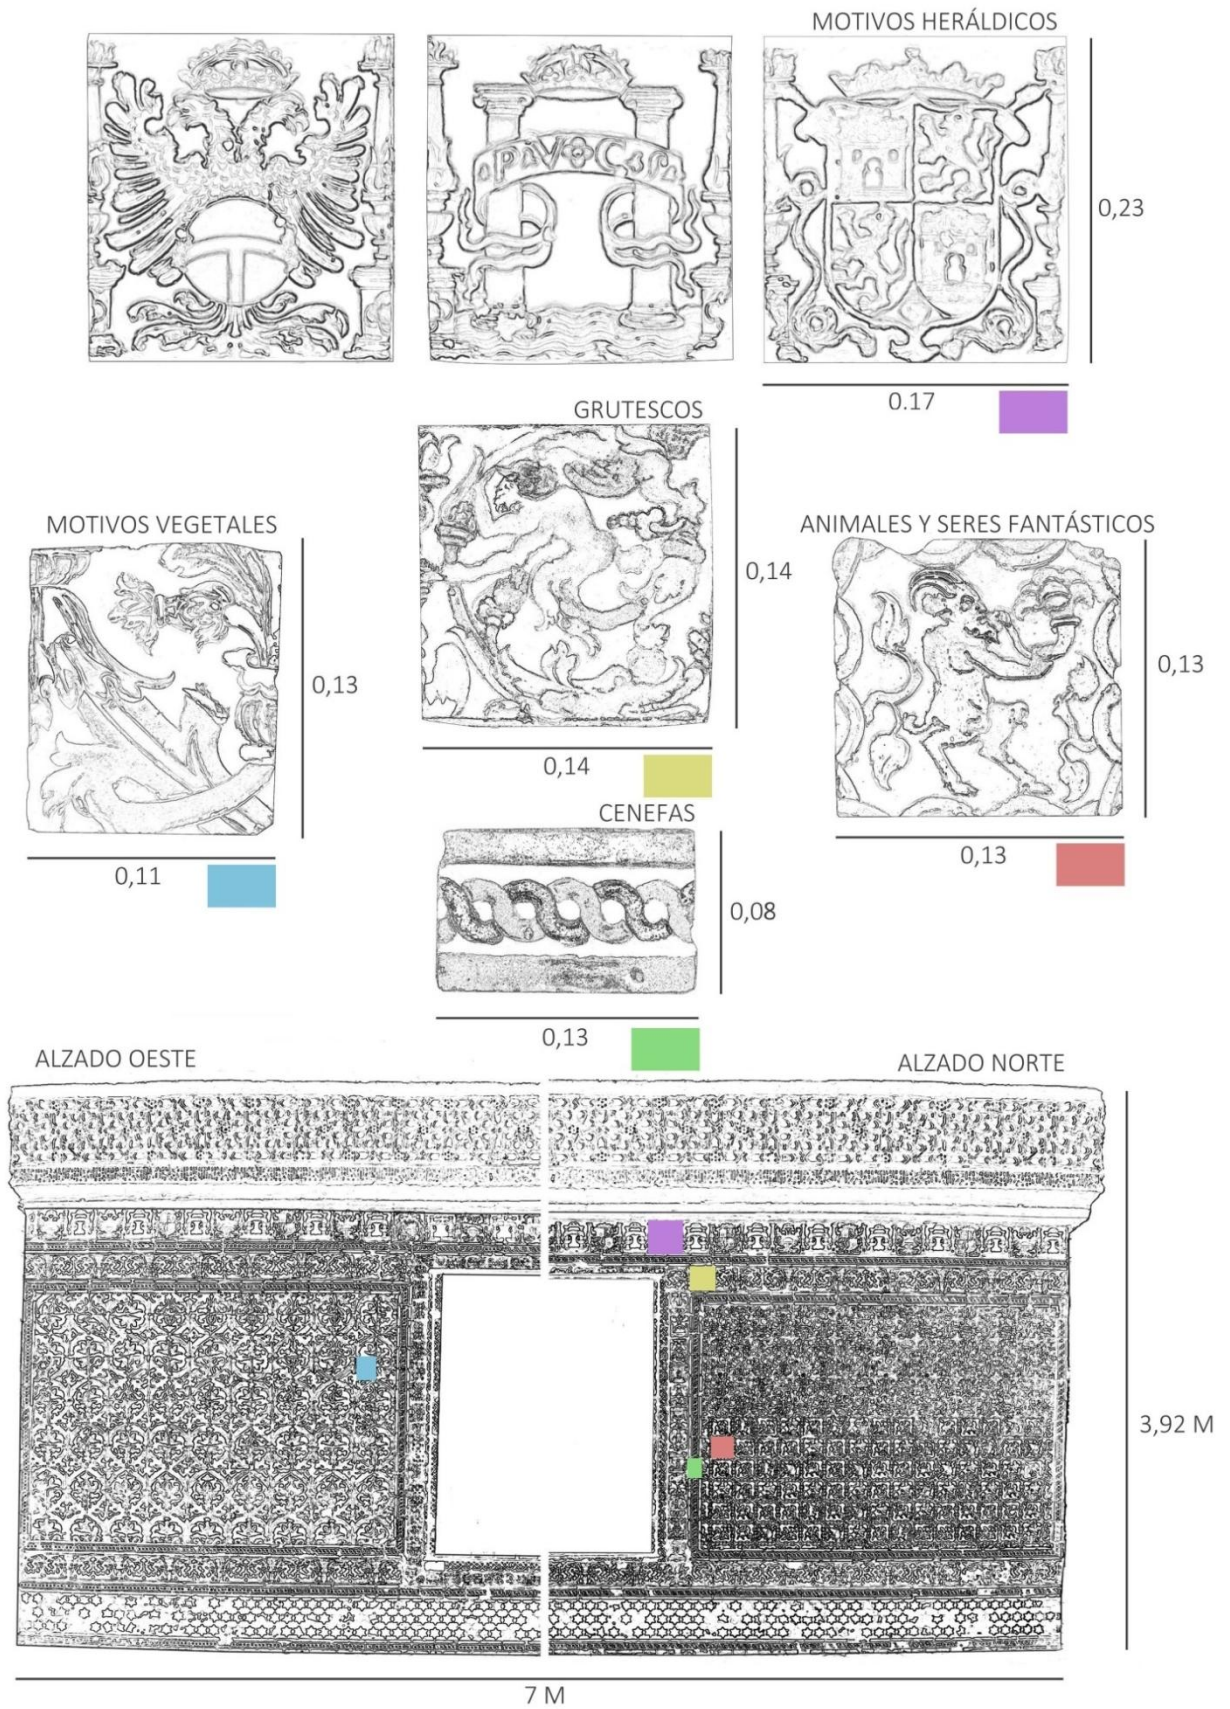 MOTIVOS HERÁLDICOS
P V C
0,23
0.17
GRUTESCOS
MOTIVOS VEGETALES
ANIMALES Y SERES FANTÁSTICOS
0,14
0,13
0,13
0,14
CENEFAS
0,11
0,13
0,08
0,13
ALZADO OESTE
ALZADO NORTE
3,92 M
7 M